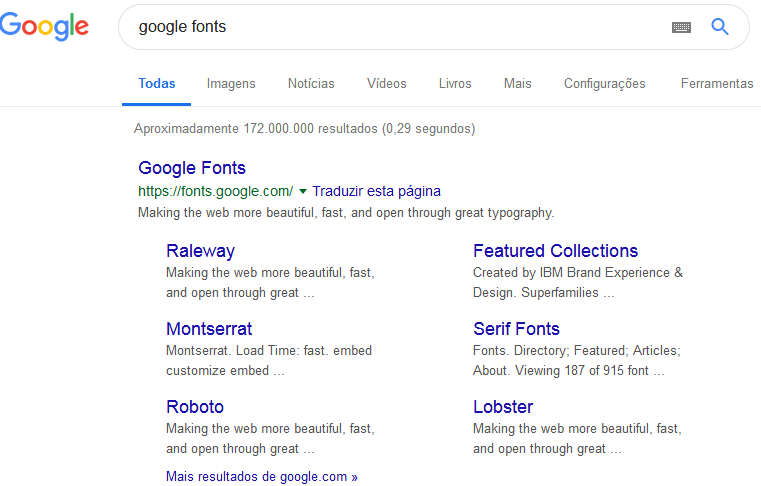 Google
google fonts
Todas Imagens Notícias Vídeos Livros Mais Configurações Ferramentas
Aproximadamente 172.000.000 resultados (0,29 segundos)
Google Fonts
https://fonts.google.com/ Traduzir esta página
Making the web more beautiful, fast, and open through great typography.
Raleway
Making the web more beautiful, fast,
and open through great ...
Featured Collections
Created by IBM Brand Experience &
Design. Superfamilies ...
Montserrat
Montserrat. Load Time: fast. embed
customize embed ...
Serif Fonts
Fonts. Directory; Featured; Articles;
About. Viewing 187 of 915 font ...
Roboto
Making the web more beautiful, fast,
and open through great ...
Lobster
Making the web more beautiful, fast,
and open through great ...
Mais resultados de google.com »